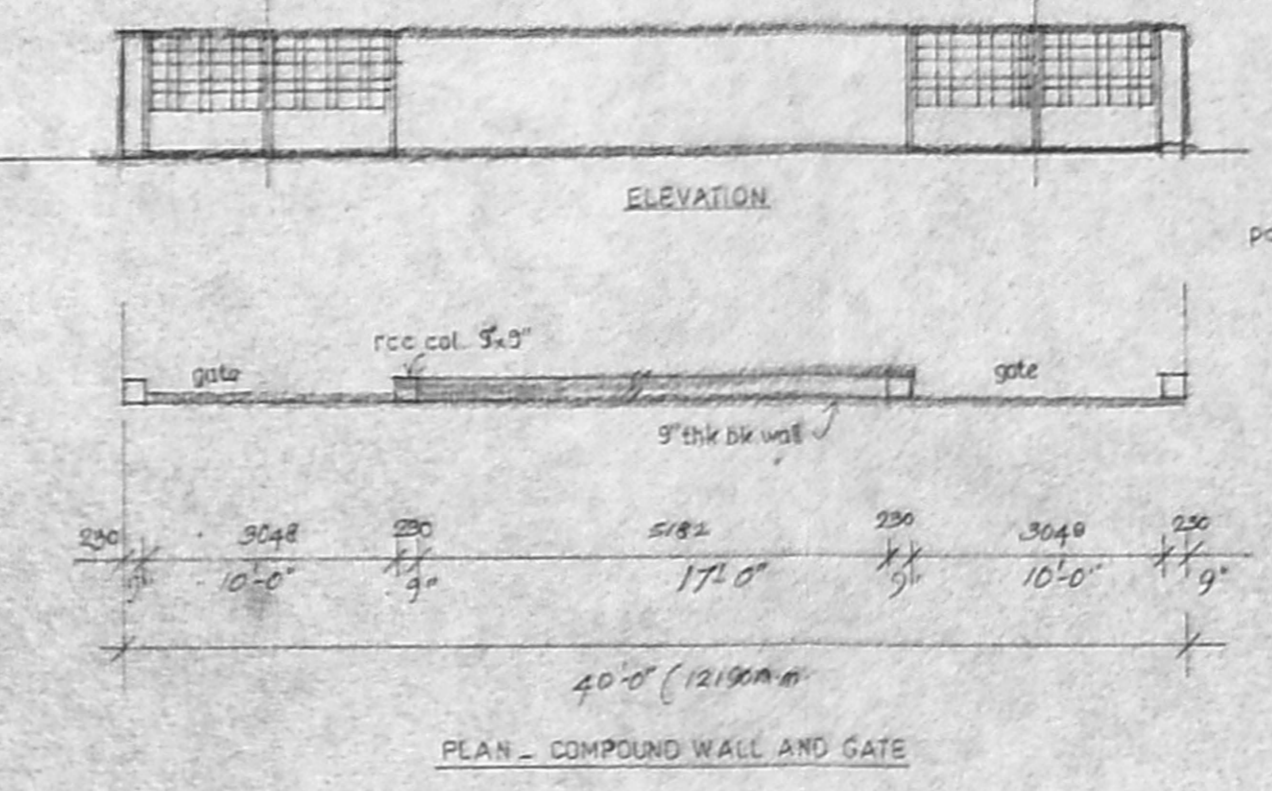 ELEVATION
rcc col. 9"x9"
gate
gate
9" thk bk wall
230 3048 230 5182 230 3048 230
9" 10'-0" 9" 17'-0" 9" 10'-0" 9"
40'-0" (12190m.m.
PLAN - COMPOUND WALL AND GATE